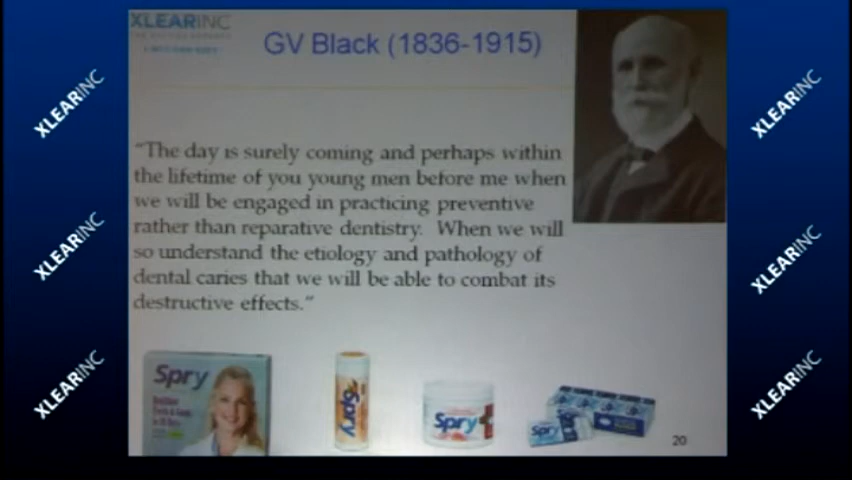 XLEARINC
GV Black (1836-1915)
"The day is surely coming and perhaps within
the lifetime of you young men before me when
we will be engaged in practicing preventive
rather than reparative dentistry. When we will
so understand the etiology and pathology of
dental caries that we will be able to combat its
destructive effects."
Spry
Spry
Spry
Spry
20
XLEARINC
XLEARINC
XLEARINC
XLEARINC
XLEARINC
XLEARINC